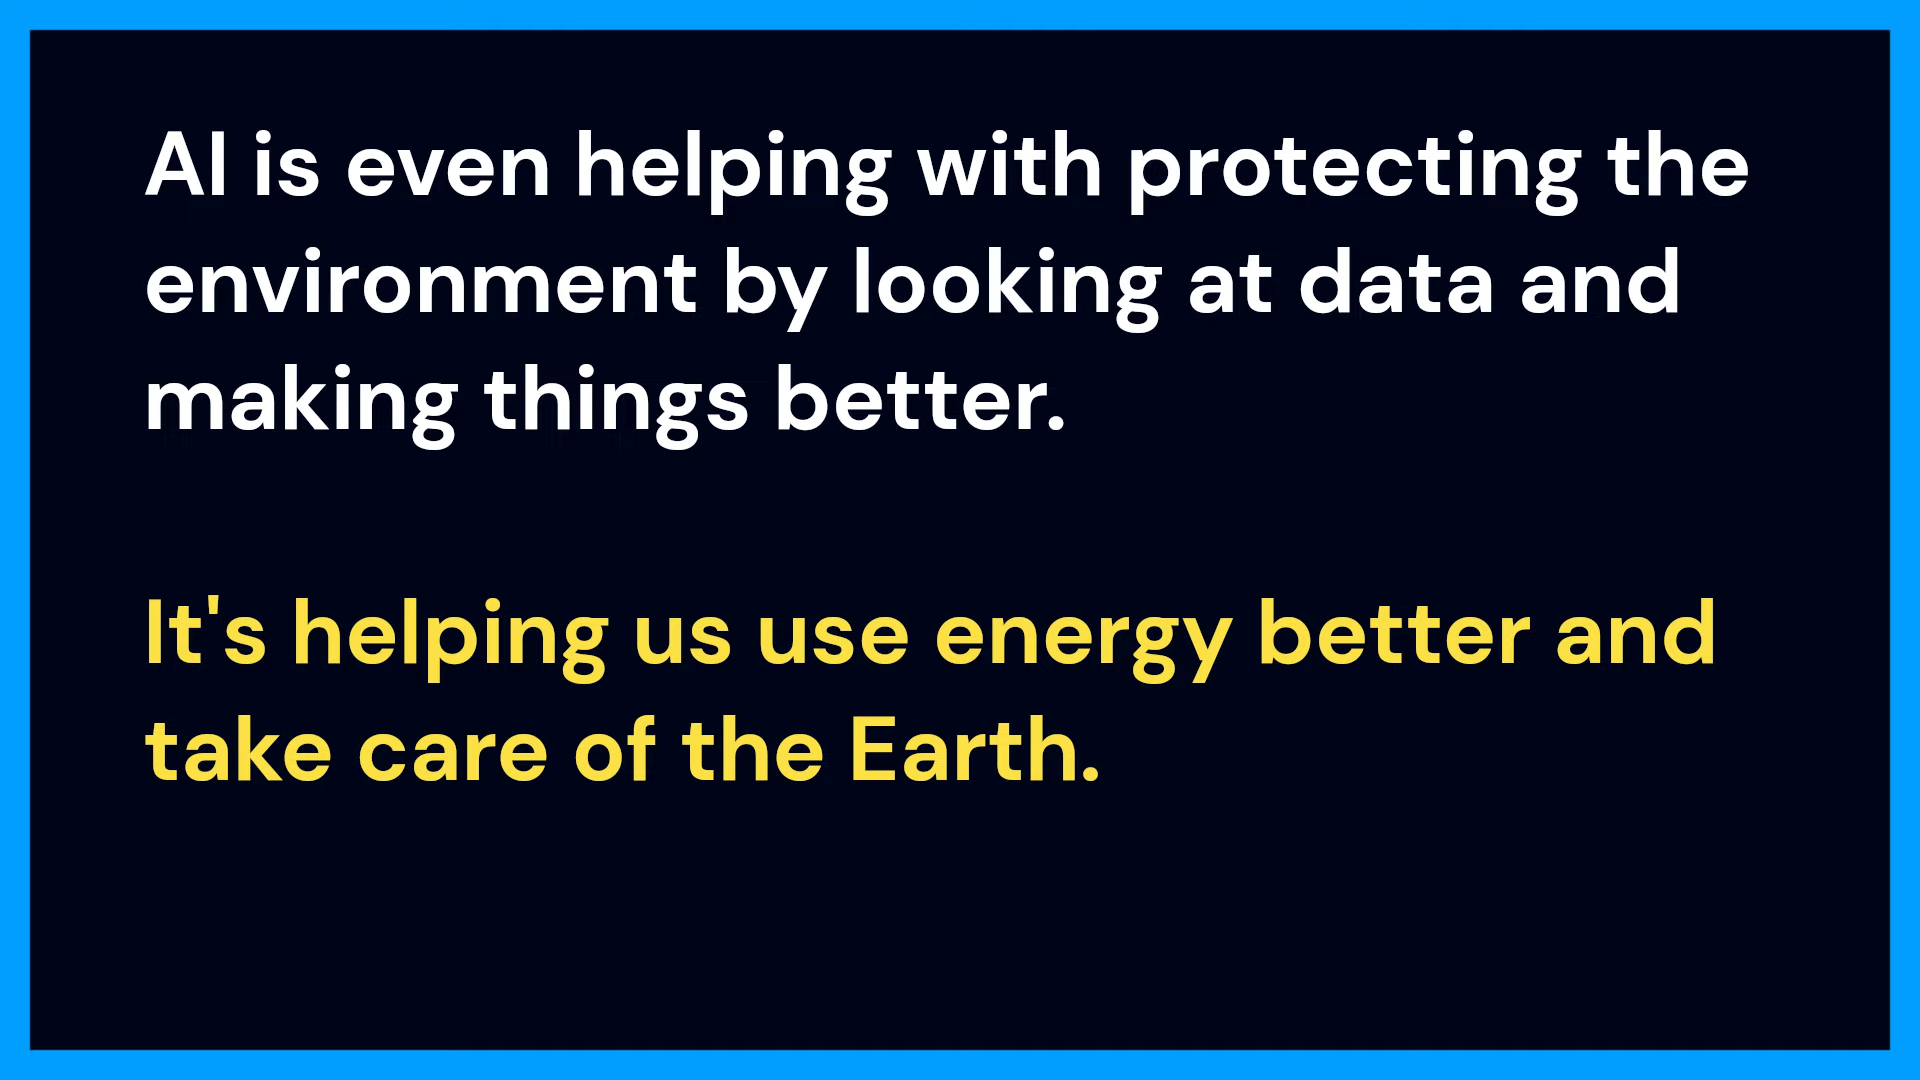 AI is even helping with protecting the
environment by looking at data and
making things better.
It's helping us use energy better and
take care of the Earth.